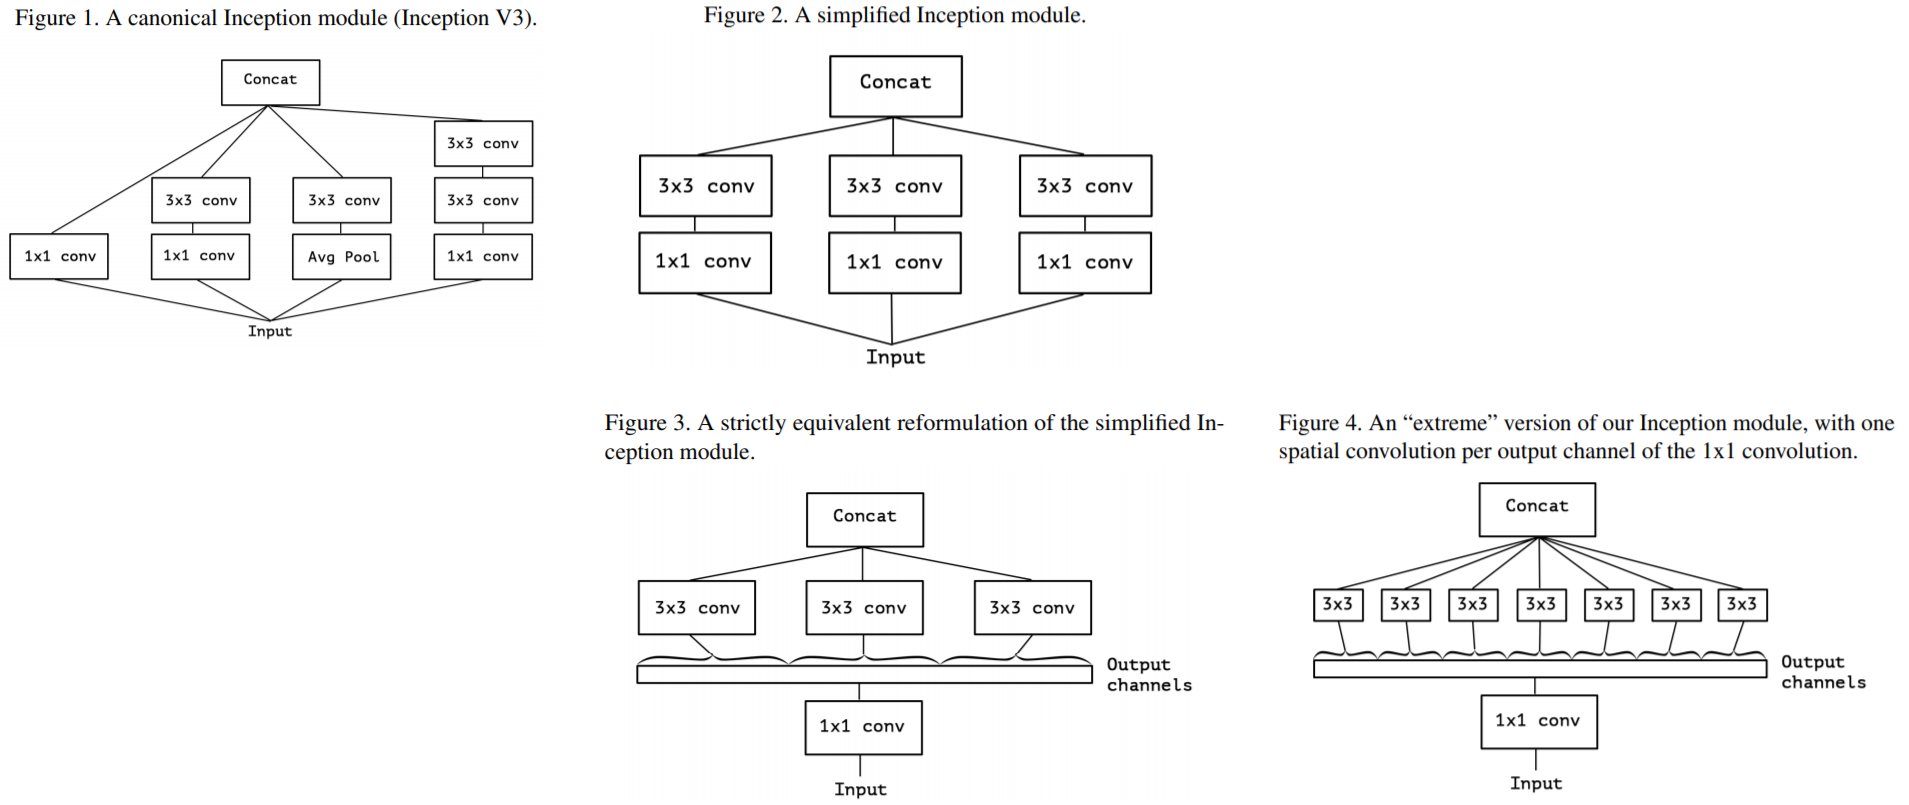 Figure 1. A canonical Inception module (Inception V3).
Concat
3x3 conv
3x3 conv
3x3 conv
3x3 conv
1x1 conv
1x1 conv
Avg Pool
1x1 conv
Input
Figure 2. A simplified Inception module.
Concat
3x3 conv
3x3 conv
3x3 conv
1x1 conv
1x1 conv
1x1 conv
Input
Figure 3. A strictly equivalent reformulation of the simplified In-
ception module.
Concat
3x3 conv
3x3 conv
3x3 conv
Output
channels
1x1 conv
Input
Figure 4. An “extreme” version of our Inception module, with one
spatial convolution per output channel of the 1x1 convolution.
Concat
3x3
3x3
3x3
3x3
3x3
3x3
3x3
Output
channels
1x1 conv
Input